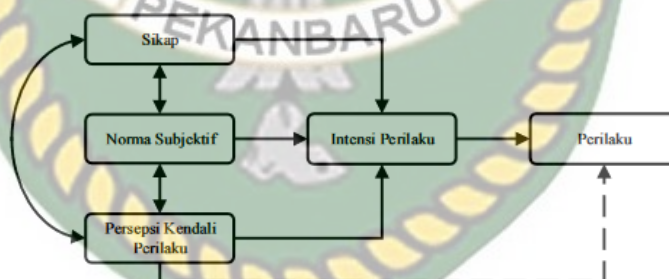 PEKANBARU
Sikap
Norma Subjektif
Intensi Perilaku
Perilaku
Persepsi Kendali
Perilaku